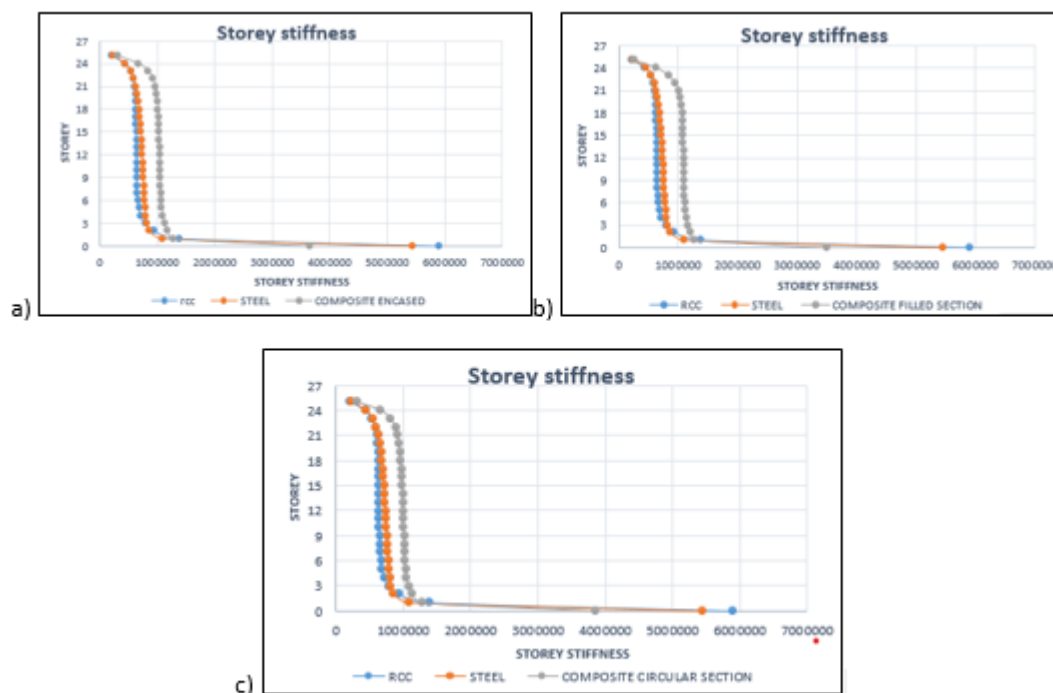 Storey stiffness
27
24
21
18
15
12
9
6
3
0
STOREY
0 1000000 2000000 3000000 4000000 5000000 6000000 7000000
STOREY STIFFNESS
rcc STEEL COMPOSITE ENCASED
a)
Storey stiffness
27
24
21
18
15
12
9
6
3
0
STOREY
0 1000000 2000000 3000000 4000000 5000000 6000000 7000000
STOREY STIFFNESS
RCC STEEL COMPOSITE FILLED SECTION
b)
Storey stiffness
27
24
21
18
15
12
9
6
3
0
STOREY
0 1000000 2000000 3000000 4000000 5000000 6000000 7000000
STOREY STIFFNESS
RCC STEEL COMPOSITE CIRCULAR SECTION
c)